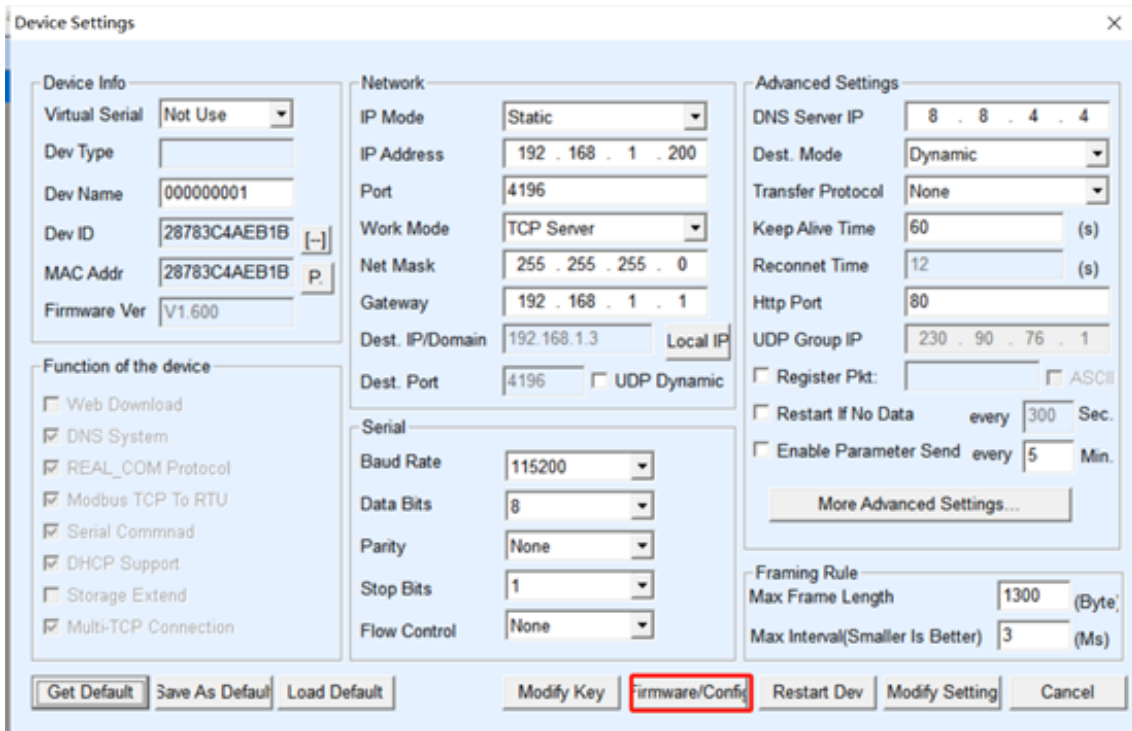 Device Settings
Device Info
Virtual Serial Not Use
Dev Type
Dev Name 000000001
Dev ID 28783C4AEB1B [--]
MAC Addr 28783C4AEB1B P.
Firmware Ver V1.600
Function of the device
Web Download
DNS System
REAL_COM Protocol
Modbus TCP To RTU
Serial Commnad
DHCP Support
Storage Extend
Multi-TCP Connection
Network
IP Mode Static
IP Address 192 . 168 . 1 . 200
Port 4196
Work Mode TCP Server
Net Mask 255 . 255 . 255 . 0
Gateway 192 . 168 . 1 . 1
Dest. IP/Domain 192.168.1.3 Local IP
Dest. Port 4196 UDP Dynamic
Serial
Baud Rate 115200
Data Bits 8
Parity None
Stop Bits 1
Flow Control None
Advanced Settings
DNS Server IP 8 . 8 . 4 . 4
Dest. Mode Dynamic
Transfer Protocol None
Keep Alive Time 60 (s)
Reconnet Time 12 (s)
Http Port 80
UDP Group IP 230 . 90 . 76 . 1
Register Pkt: ASCII
Restart If No Data every 300 Sec.
Enable Parameter Send every 5 Min.
More Advanced Settings...
Framing Rule
Max Frame Length 1300 (Byte)
Max Interval(Smaller Is Better) 3 (Ms)
Get Default Save As Defaul Load Default Modify Key Firmware/Config Restart Dev Modify Setting Cancel